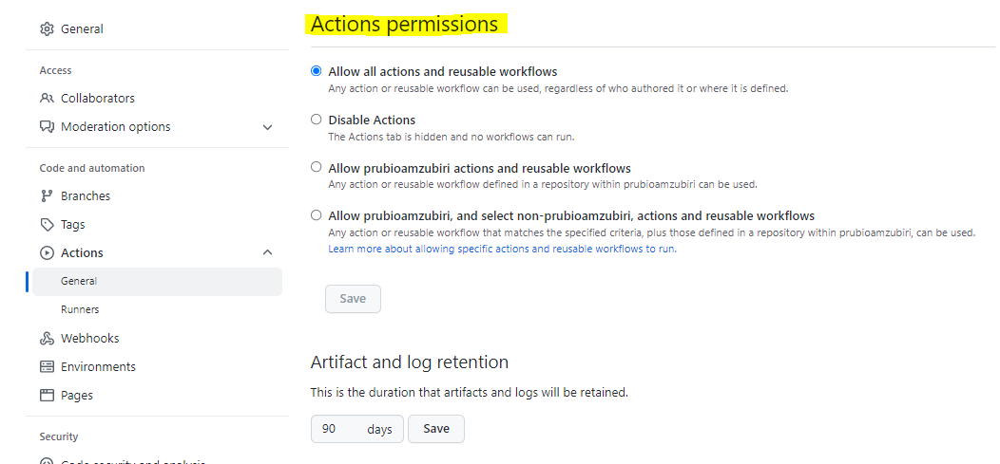 General
Access
Collaborators
Moderation options
Code and automation
Branches
Tags
Actions
General
Runners
Webhooks
Environments
Pages
Security
Code security and analysis
Actions permissions
Allow all actions and reusable workflows
Any action or reusable workflow can be used, regardless of who authored it or where it is defined.
Disable Actions
The Actions tab is hidden and no workflows can run.
Allow prubioamzubiri actions and reusable workflows
Any action or reusable workflow defined in a repository within prubioamzubiri can be used.
Allow prubioamzubiri, and select non-prubioamzubiri, actions and reusable workflows
Any action or reusable workflow that matches the specified criteria, plus those defined in a repository within prubioamzubiri, can be used.
Learn more about allowing specific actions and reusable workflows to run.
Save
Artifact and log retention
This is the duration that artifacts and logs will be retained.
90 days Save